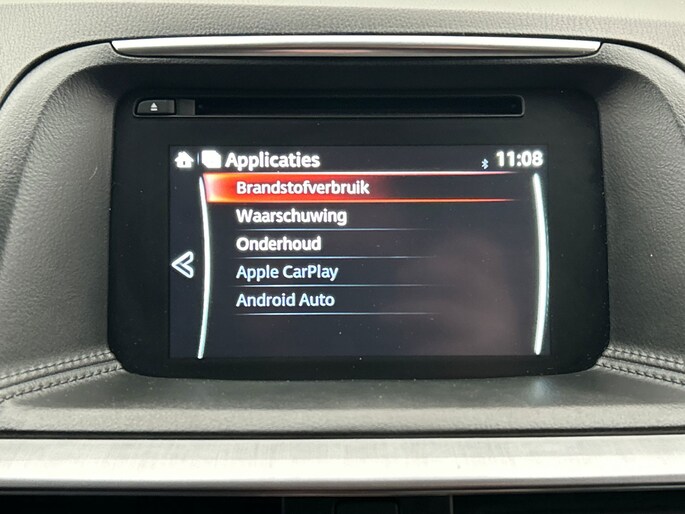 Applicaties 11:08
Brandstofverbruik
Waarschuwing
Onderhoud
Apple CarPlay
Android Auto